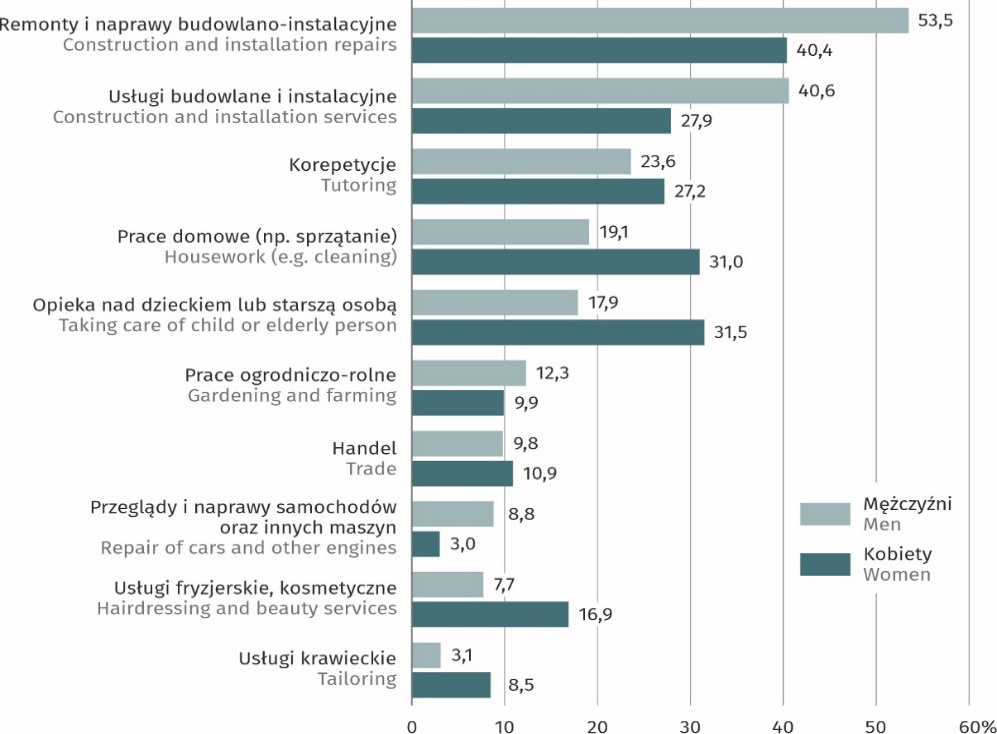 Remonty i naprawy budowlano-instalacyjne
Construction and installation repairs
53,5
40,4
Usługi budowlane i instalacyjne
Construction and installation services
40,6
27,9
Korepetycje
Tutoring
23,6
27,2
Prace domowe (np. sprzątanie)
Housework (e.g. cleaning)
19,1
31,0
Opieka nad dzieckiem lub starszą osobą
Taking care of child or elderly person
17,9
31,5
Prace ogrodniczo-rolne
Gardening and farming
12,3
9,9
Handel
Trade
9,8
10,9
Przeglądy i naprawy samochodów
oraz innych maszyn
Repair of cars and other engines
8,8
3,0
Usługi fryzjerskie, kosmetyczne
Hairdressing and beauty services
7,7
16,9
Usługi krawieckie
Tailoring
3,1
8,5
Mężczyźni
Men
Kobiety
Women
0 10 20 30 40 50 60%